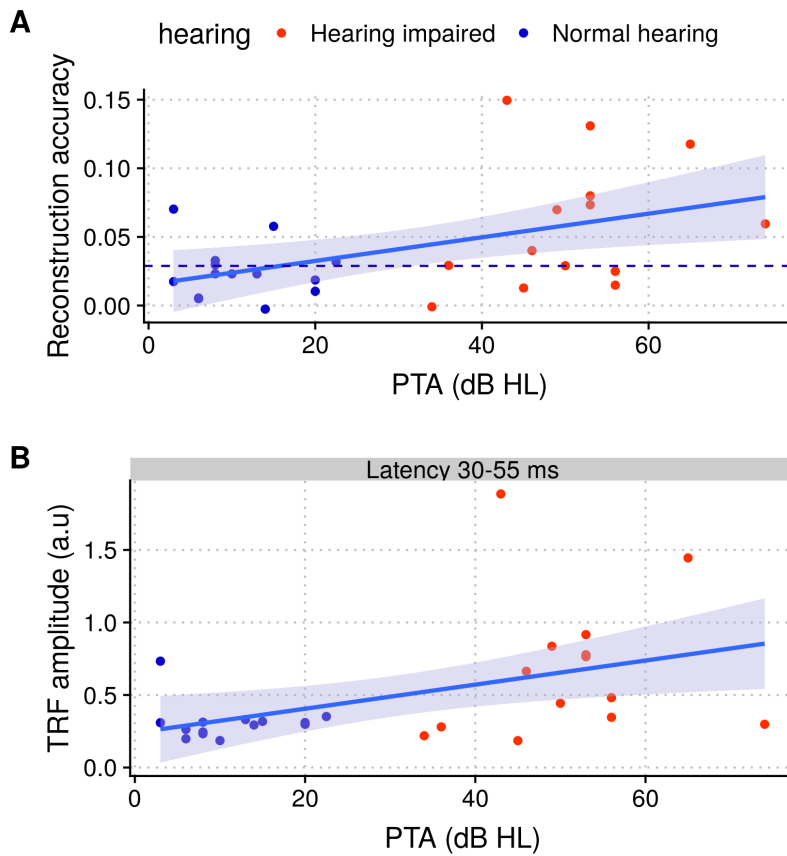 A
hearing Hearing impaired Normal hearing
Reconstruction accuracy
0.15
0.10
0.05
0.00
0 20 40 60
PTA (dB HL)
B
Latency 30-55 ms
TRF amplitude (a.u)
1.5
1.0
0.5
0.0
0 20 40 60
PTA (dB HL)